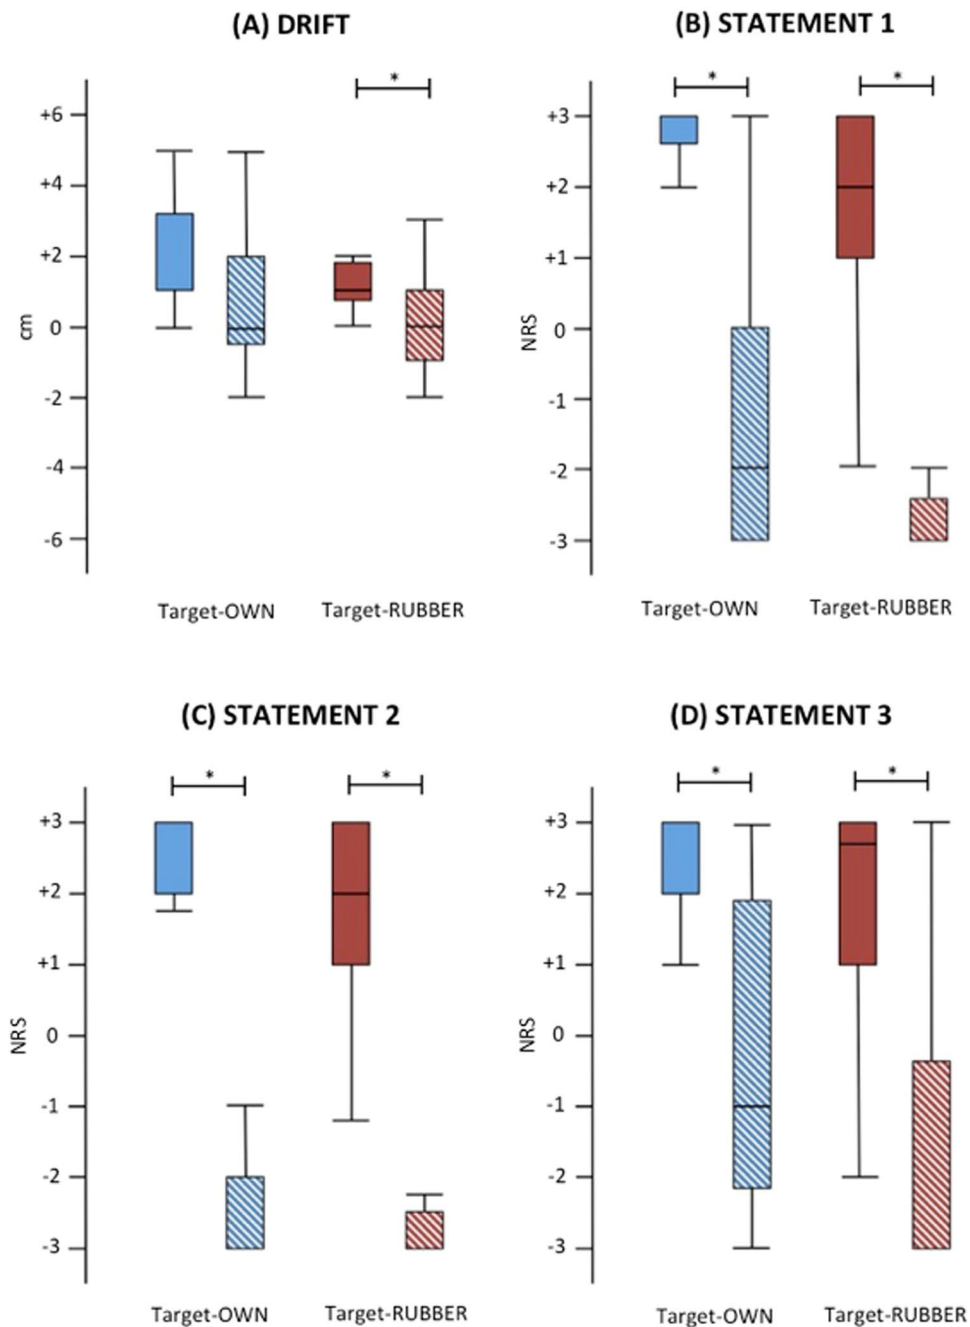 (A) DRIFT
*
+6
+4
+2
0
-2
-4
-6
cm
Target-OWN
Target-RUBBER
(B) STATEMENT 1
*
*
+3
+2
+1
0
-1
-2
-3
NRS
Target-OWN
Target-RUBBER
(C) STATEMENT 2
*
*
+3
+2
+1
0
-1
-2
-3
NRS
Target-OWN
Target-RUBBER
(D) STATEMENT 3
*
*
+3
+2
+1
0
-1
-2
-3
NRS
Target-OWN
Target-RUBBER